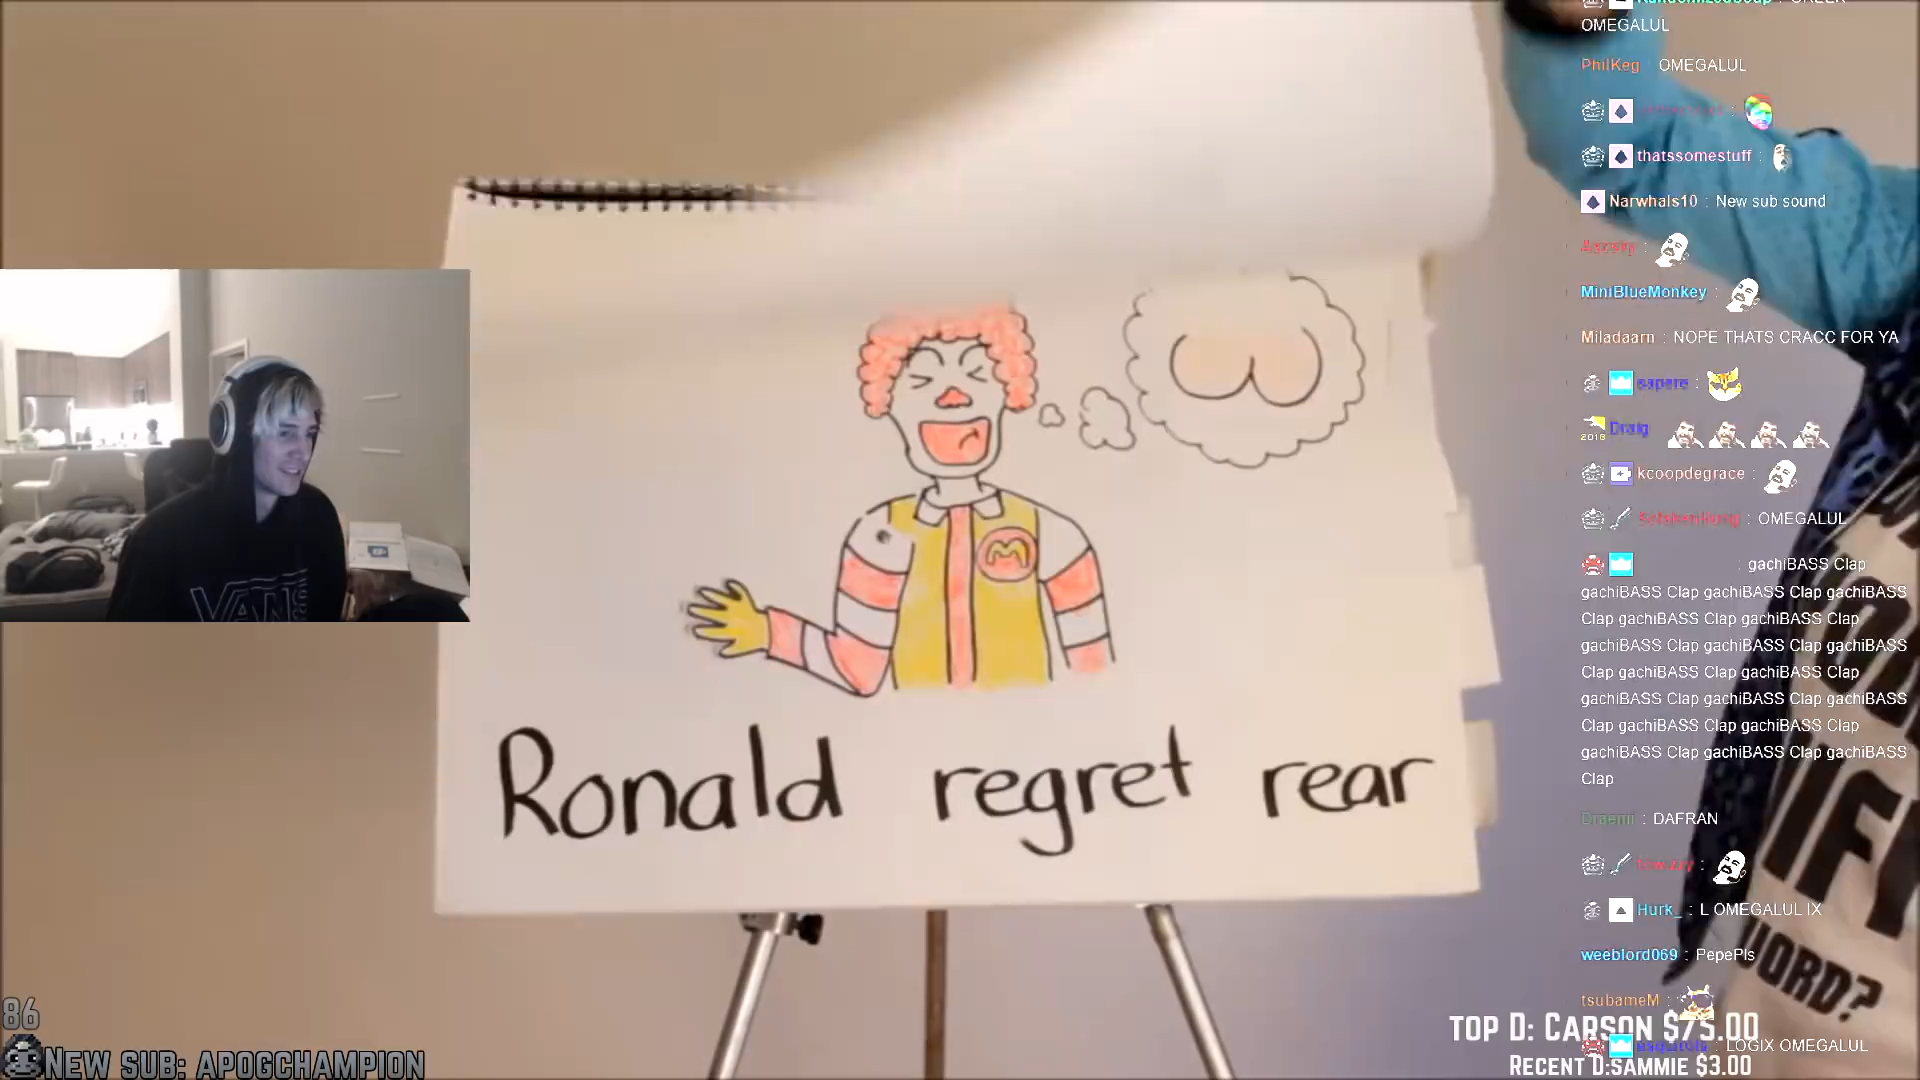 OMEGALUL
PhilKeg : OMEGALUL
thatssomestuff :
Narwhals10 : New sub sound
MiniBlueMonkey :
Miladaarn : NOPE THATS CRACC FOR YA
sapere :
2018 Draig
kcoopdegrace :
: OMEGALUL
: gachiBASS Clap
gachiBASS Clap gachiBASS Clap gachiBASS
Clap gachiBASS Clap gachiBASS Clap
gachiBASS Clap gachiBASS Clap gachiBASS
Clap gachiBASS Clap gachiBASS Clap
gachiBASS Clap gachiBASS Clap gachiBASS
Clap gachiBASS Clap gachiBASS Clap
gachiBASS Clap gachiBASS Clap gachiBASS
Clap
: DAFRAN
Hurk_ : L OMEGALUL IX
weeblord069 : PepePls
tsubameM :
: LOGIX OMEGALUL
M
VANS
Ronald regret rear
WORD?
86
NEW SUB: APOGCHAMPION
TOP D: CARSON $75.00
RECENT D:SAMMIE $3.00